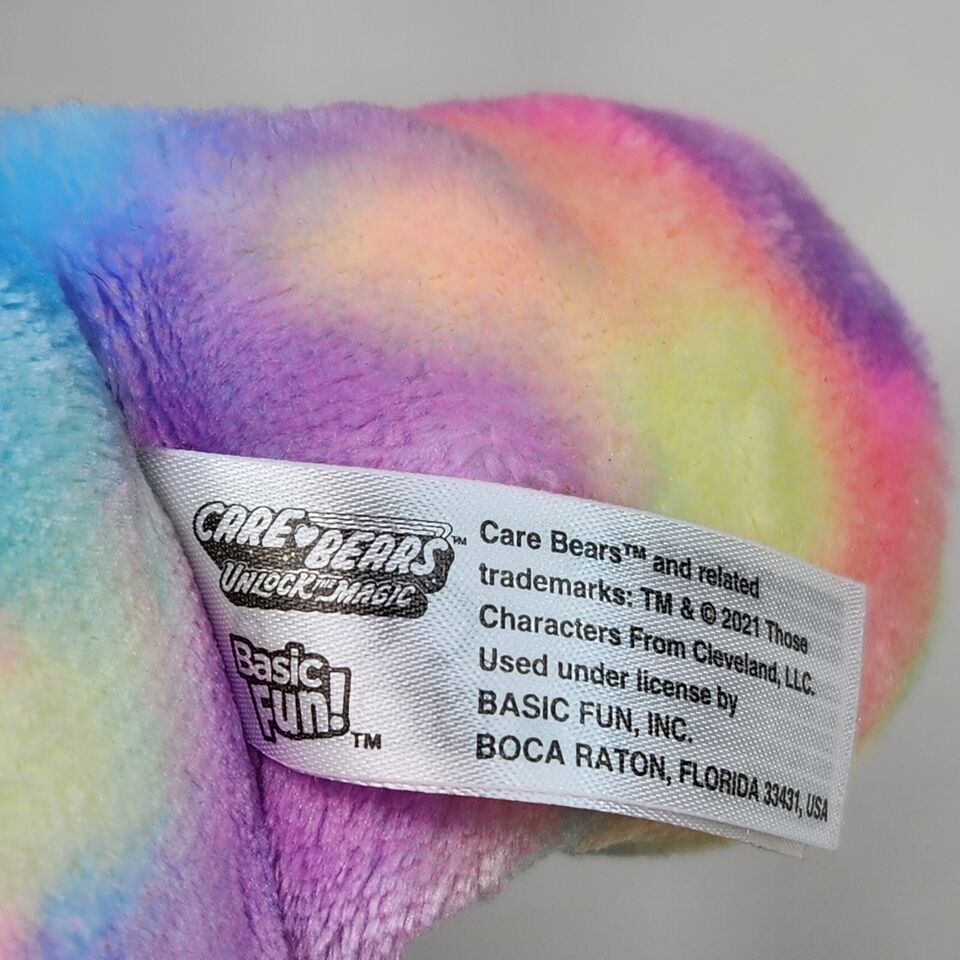 CARE BEARS™
UNLOCK THE MAGIC
Basic
Fun!™
Care Bears™ and related
trademarks: TM & © 2021 Those
Characters From Cleveland, LLC.
Used under license by
BASIC FUN, INC.
BOCA RATON, FLORIDA 33431, USA